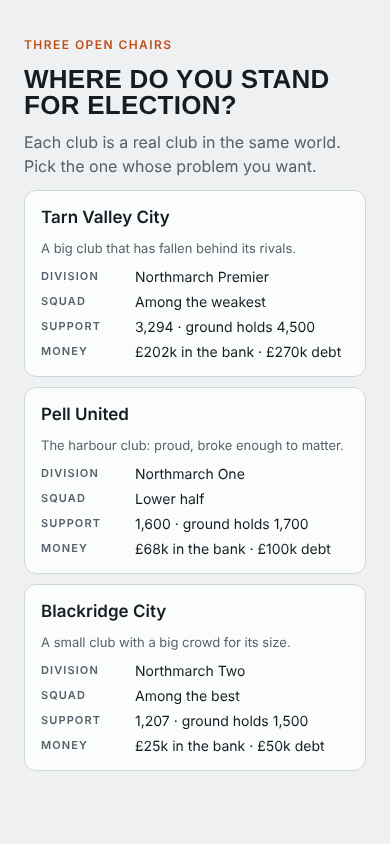 THREE OPEN CHAIRS
WHERE DO YOU STAND
FOR ELECTION?
Each club is a real club in the same world.
Pick the one whose problem you want.
Tarn Valley City
A big club that has fallen behind its rivals.
DIVISION Northmarch Premier
SQUAD Among the weakest
SUPPORT 3,294 · ground holds 4,500
MONEY £202k in the bank · £270k debt
Pell United
The harbour club: proud, broke enough to matter.
DIVISION Northmarch One
SQUAD Lower half
SUPPORT 1,600 · ground holds 1,700
MONEY £68k in the bank · £100k debt
Blackridge City
A small club with a big crowd for its size.
DIVISION Northmarch Two
SQUAD Among the best
SUPPORT 1,207 · ground holds 1,500
MONEY £25k in the bank · £50k debt